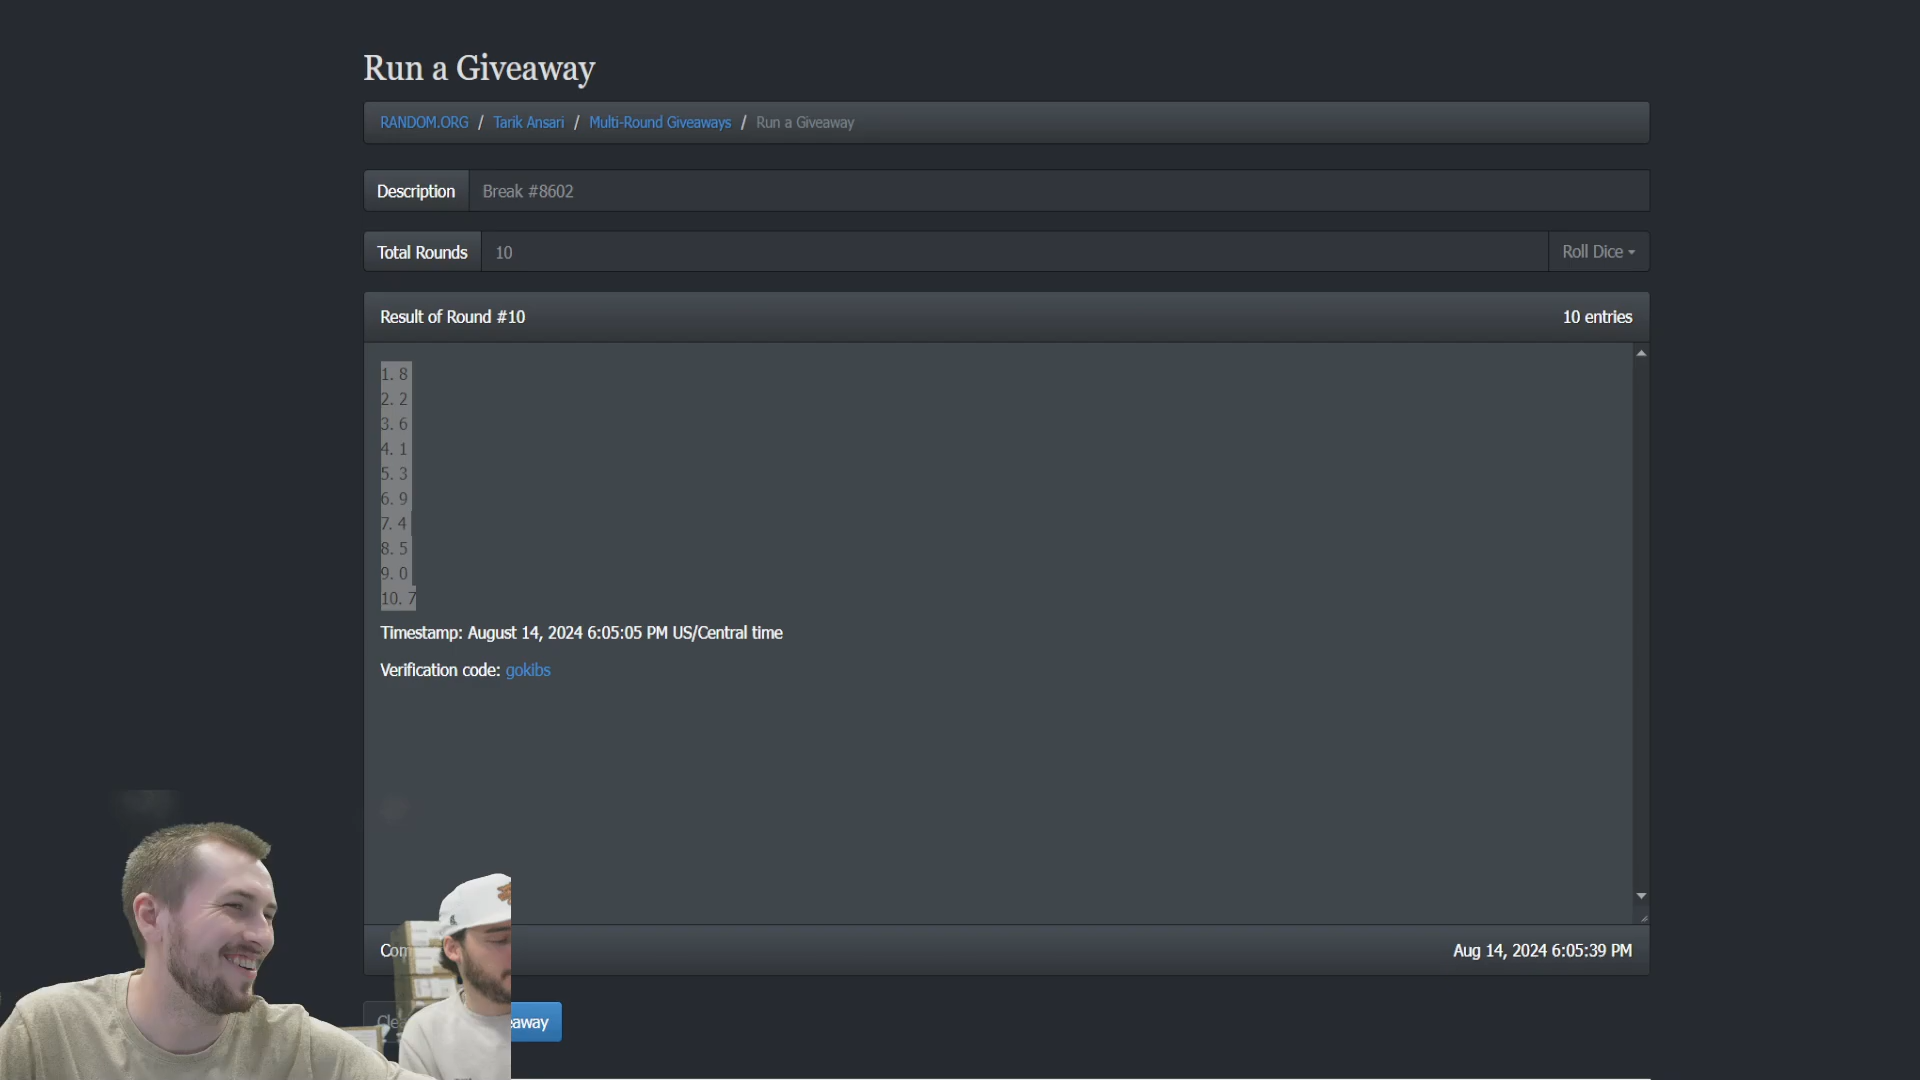 Run a Giveaway
RANDOM.ORG / Tarik Ansari / Multi-Round Giveaways / Run a Giveaway
Description Break #8602
Total Rounds 10 Roll Dice
Result of Round #10 10 entries
1. 8
2. 2
3. 6
4. 1
5. 3
6. 9
7. 4
8. 5
9. 0
10. 7
Timestamp: August 14, 2024 6:05:05 PM US/Central time
Verification code: gokibs
Aug 14, 2024 6:05:39 PM